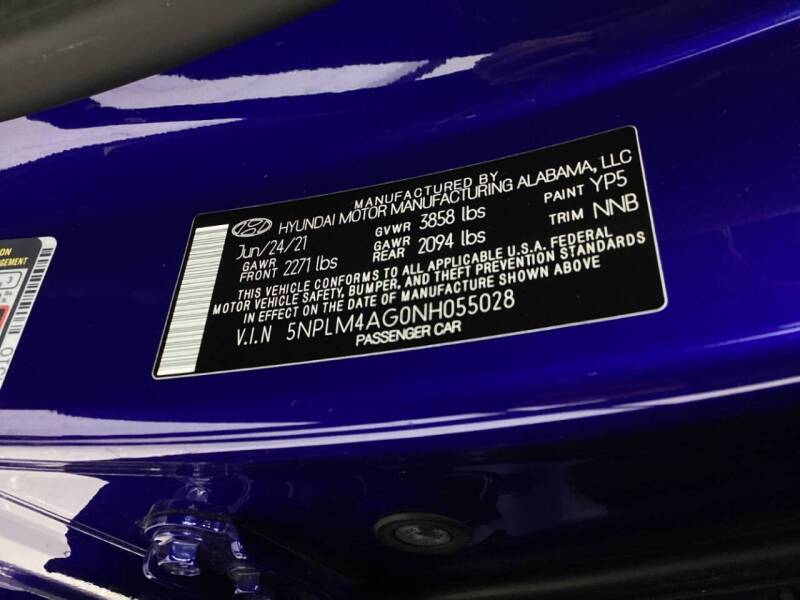 MANUFACTURED BY
HYUNDAI MOTOR MANUFACTURING ALABAMA, LLC
Jun/24/21 GVWR 3858 lbs PAINT YP5
GAWR FRONT 2271 lbs GAWR REAR 2094 lbs TRIM NNB
THIS VEHICLE CONFORMS TO ALL APPLICABLE U.S.A. FEDERAL
MOTOR VEHICLE SAFETY, BUMPER, AND THEFT PREVENTION STANDARDS
IN EFFECT ON THE DATE OF MANUFACTURE SHOWN ABOVE
V.I.N 5NPLM4AG0NH055028
PASSENGER CAR